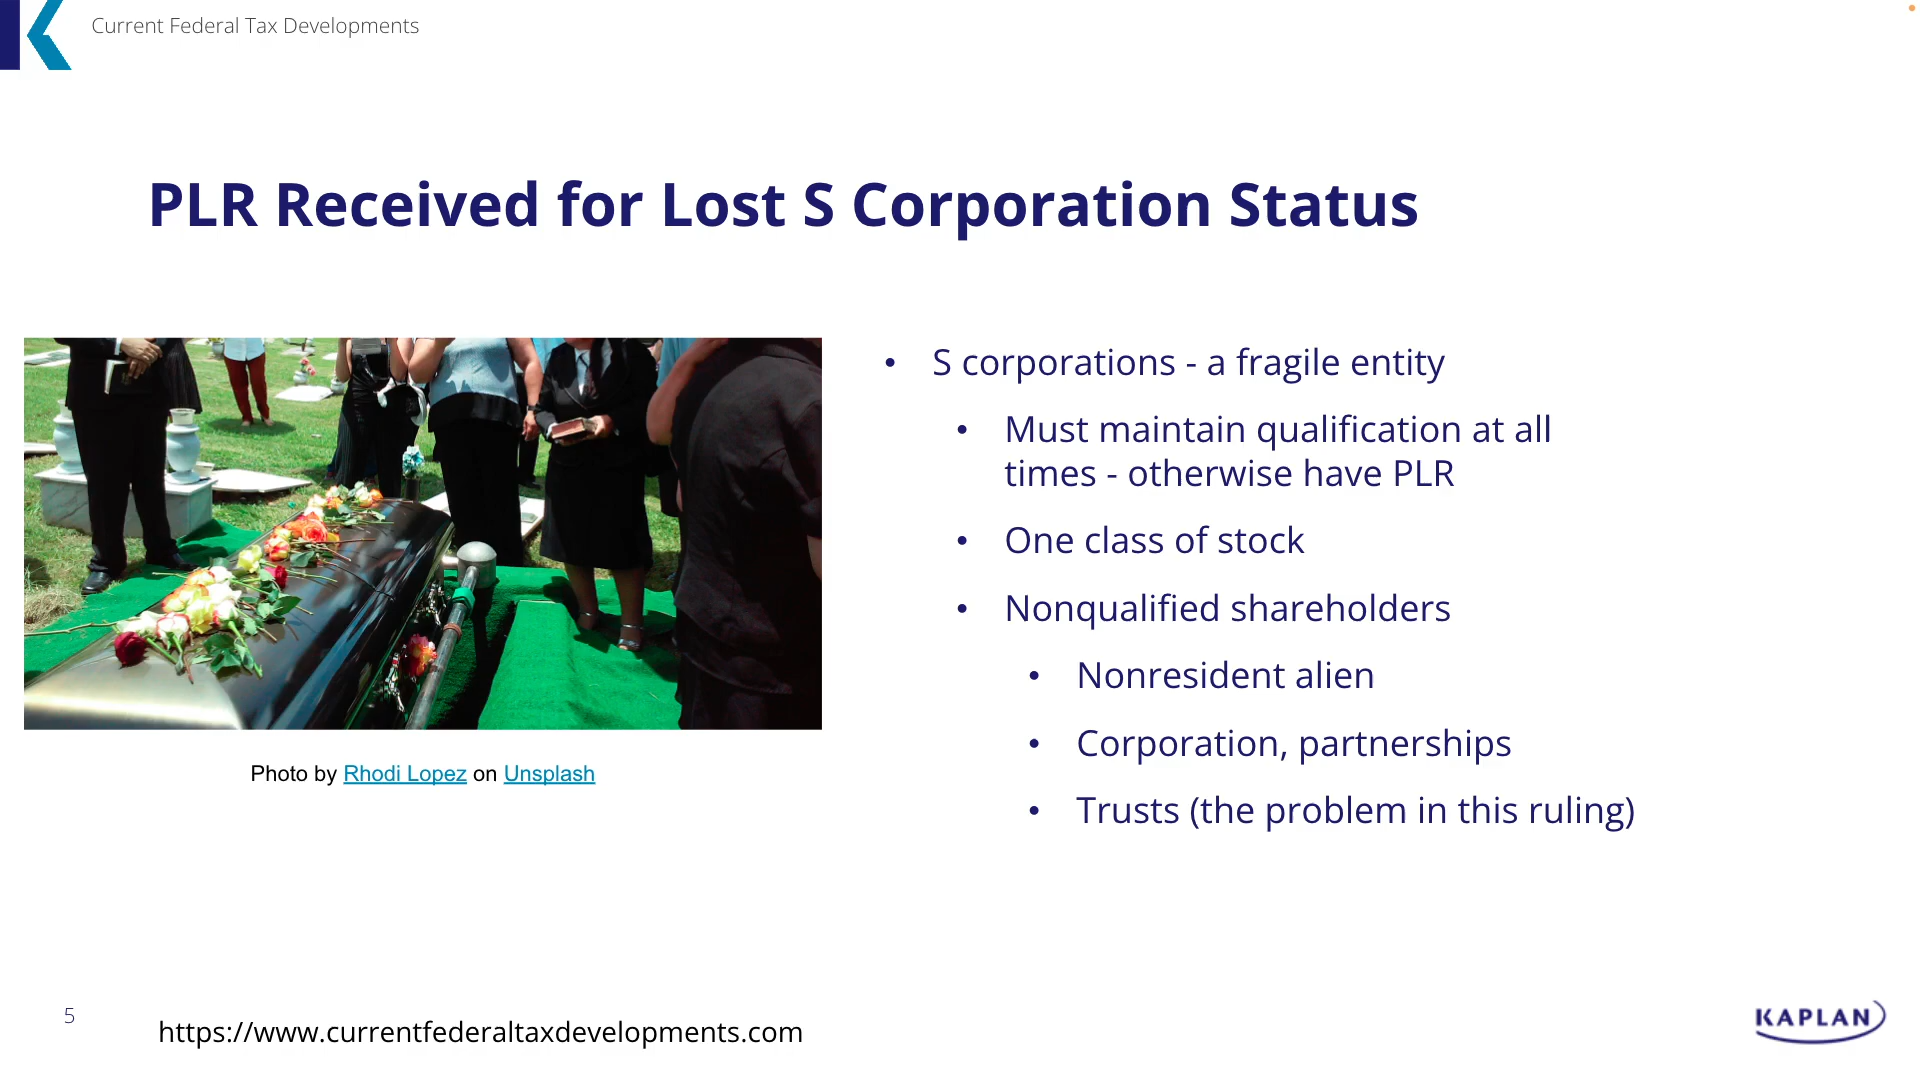 Current Federal Tax Developments
PLR Received for Lost S Corporation Status
• S corporations - a fragile entity
• Must maintain qualification at all
times - otherwise have PLR
• One class of stock
• Nonqualified shareholders
• Nonresident alien
• Corporation, partnerships
• Trusts (the problem in this ruling)
Photo by Rhodi Lopez on Unsplash
5
https://www.currentfederaltaxdevelopments.com
KAPLAN